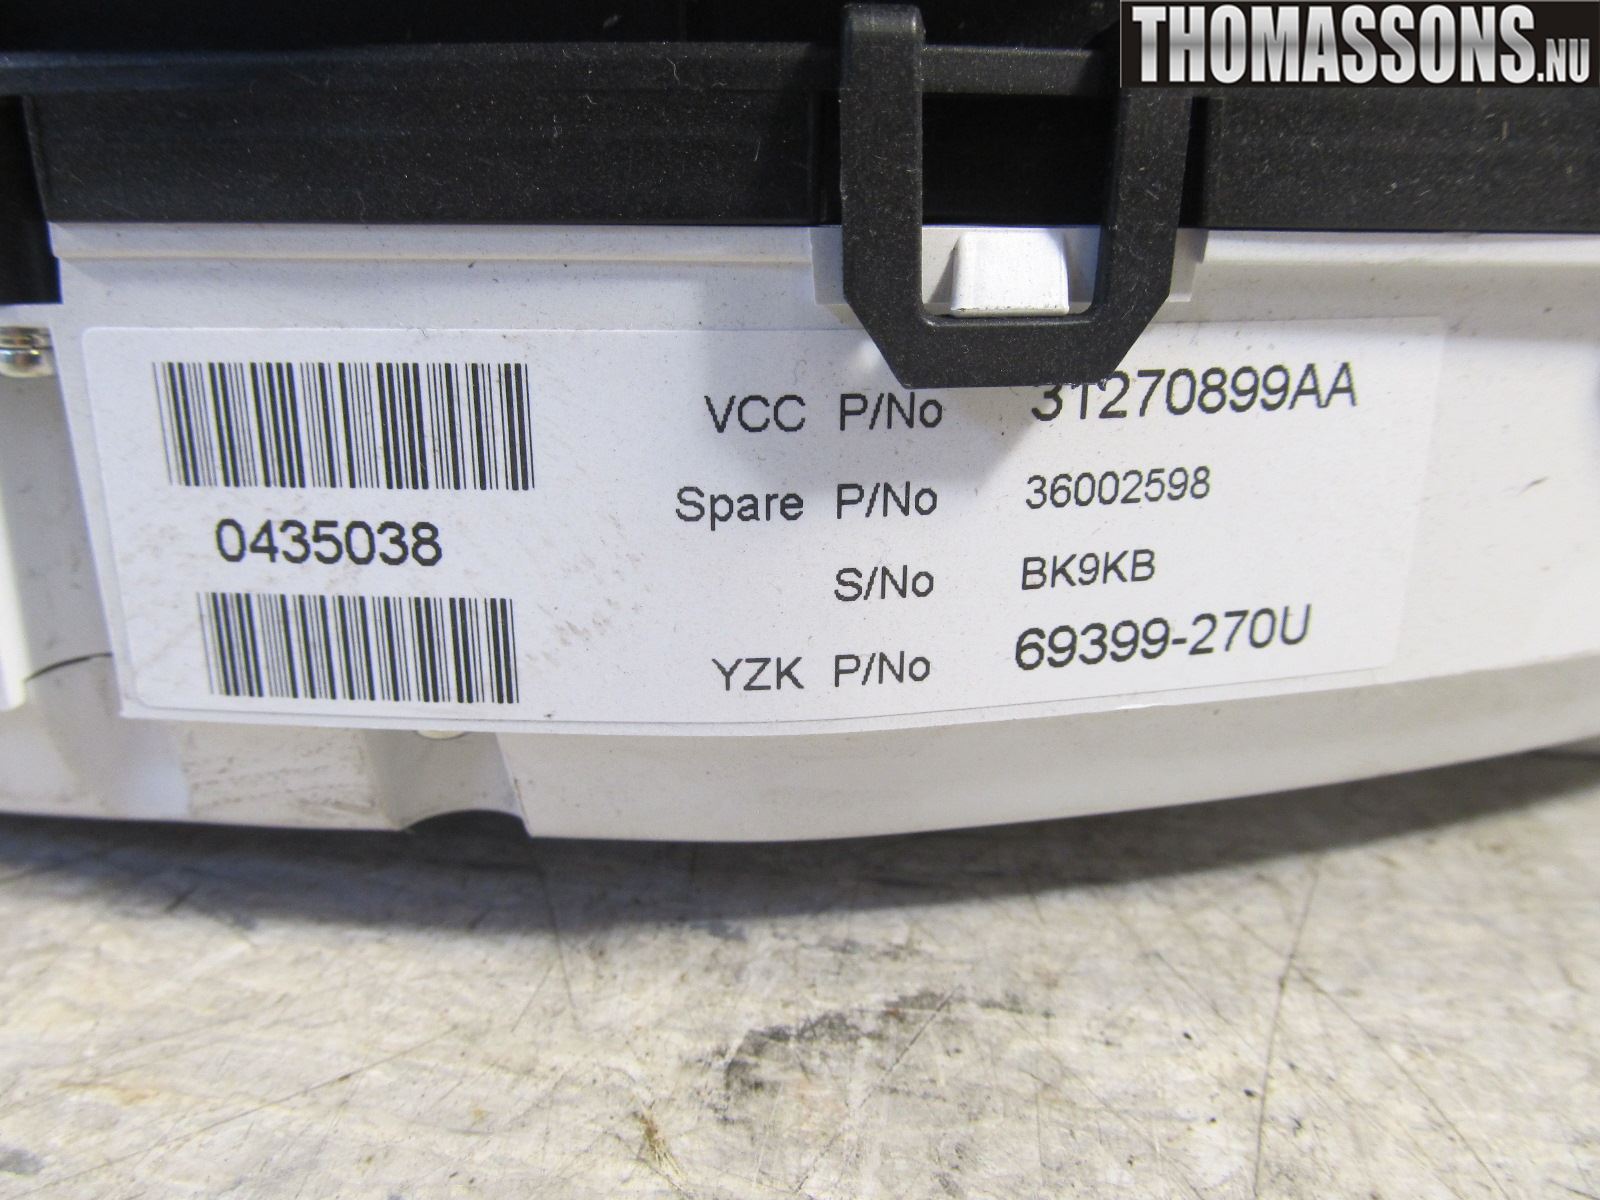 THOMASSONS.NU
VCC P/No 31270899AA
Spare P/No 36002598
0435038
S/No BK9KB
YZK P/No 69399-270U